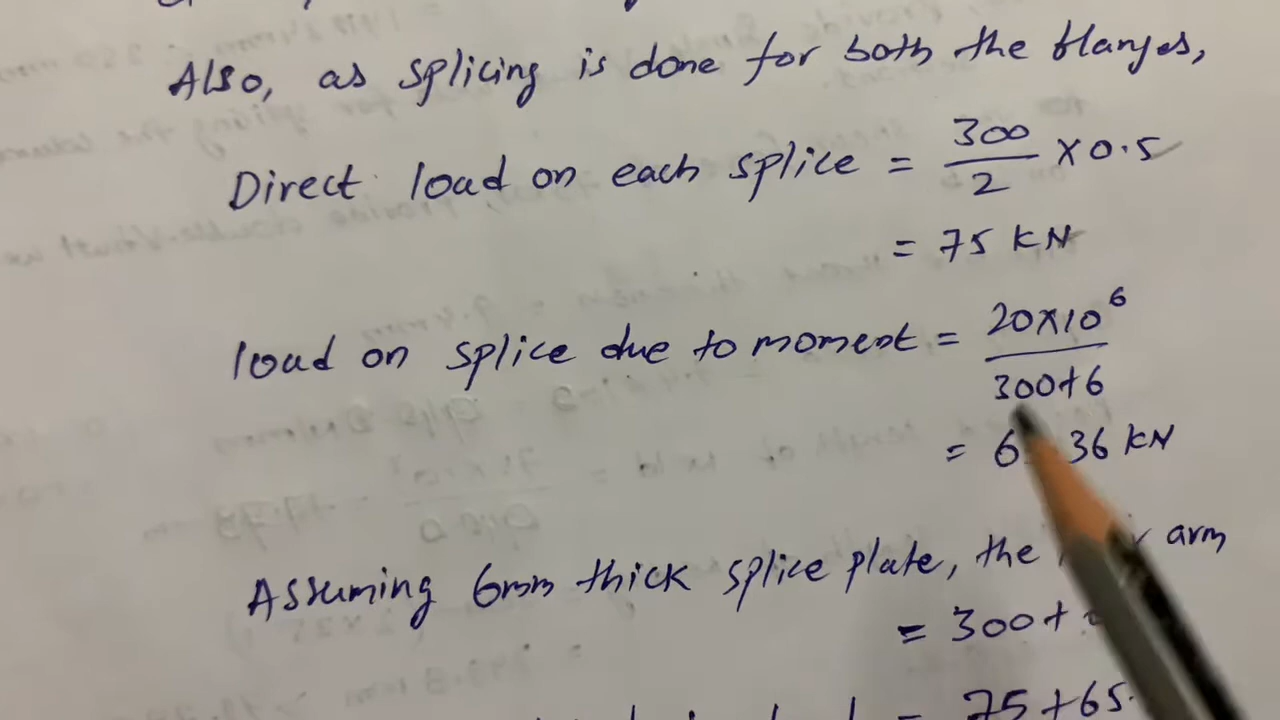 Also, as splicing is done for both the flanges,
Direct load on each splice = 300/2 × 0.5
= 75 KN
load on splice due to moment = 20×10⁶/300+6
= 6 36 KN
Assuming 6mm thick splice plate, the arm
= 300+
= 75+65.